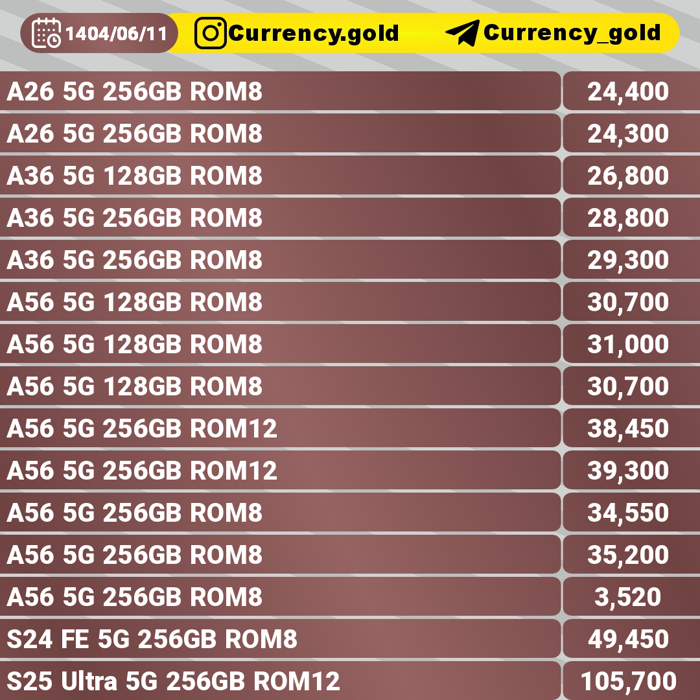 1404/06/11 Currency.gold Currency_gold
A26 5G 256GB ROM8 24,400
A26 5G 256GB ROM8 24,300
A36 5G 128GB ROM8 26,800
A36 5G 256GB ROM8 28,800
A36 5G 256GB ROM8 29,300
A56 5G 128GB ROM8 30,700
A56 5G 128GB ROM8 31,000
A56 5G 128GB ROM8 30,700
A56 5G 256GB ROM12 38,450
A56 5G 256GB ROM12 39,300
A56 5G 256GB ROM8 34,550
A56 5G 256GB ROM8 35,200
A56 5G 256GB ROM8 3,520
S24 FE 5G 256GB ROM8 49,450
S25 Ultra 5G 256GB ROM12 105,700